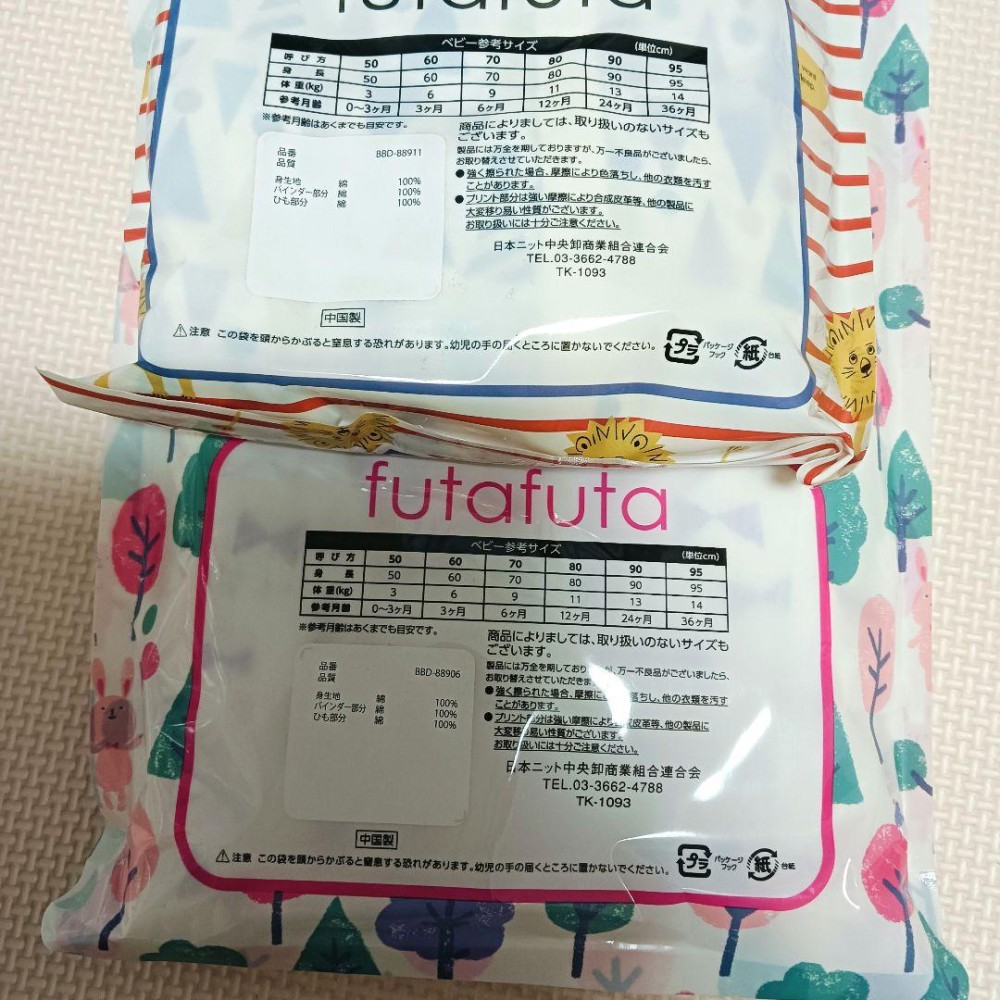 futafuta
ベビー参考サイズ (単位cm)
呼び方 50 60 70 80 90 95
身長 50 60 70 80 90 95
体重(kg) 3 6 9 11 13 14
参考月齢 0～3ヶ月 3ヶ月 6ヶ月 12ヶ月 24ヶ月 36ヶ月
※参考月齢はあくまでも目安です。
品番 BBD-88911
品質
身生地 綿 100%
バインダー部分 綿 100%
ひも部分 綿 100%
商品によりましては、取り扱いのないサイズも
ございます。
製品には万全を期しておりますが、万一不良品がございましたら、
お取り替えさせていただきます。
●強く擦られた場合、摩擦により色落ちし、他の衣類を汚す
ことがあります。
●プリント部分は強い摩擦により合成皮革等、他の製品に
大変移り易い性質がございます。
お取り扱いには十分ご注意ください。
日本ニット中央卸商業組合連合会
TEL.03-3662-4788
TK-1093
中国製
⚠注意 この袋を頭からかぶると窒息する恐れがあります。幼児の手の届くところに置かないでください。
プラ パッケージ
フック
紙 台紙
futafuta
ベビー参考サイズ (単位cm)
呼び方 50 60 70 80 90 95
身長 50 60 70 80 90 95
体重(kg) 3 6 9 11 13 14
参考月齢 0～3ヶ月 3ヶ月 6ヶ月 12ヶ月 24ヶ月 36ヶ月
※参考月齢はあくまでも目安です。
品番 BBD-88906
品質
身生地 綿 100%
バインダー部分 綿 100%
ひも部分 綿 100%
商品によりましては、取り扱いのないサイズも
ございます。
製品には万全を期しており 、万一不良品がございましたら、
お取り替えさせていただきま
●強く擦られた場合、摩擦に 落ちし、他の衣類を汚す
ことがあります。
●プリント部分は強い摩擦により 皮革等、他の製品に
大変移り易い性質がございます。
お取り扱いには十分ご注意ください。
日本ニット中央卸商業組合連合会
TEL.03-3662-4788
TK-1093
中国製
⚠注意 この袋を頭からかぶると窒息する恐れがあります。幼児の手の届くところに置かないでください。
プラ パッケージ
フック
紙 台紙